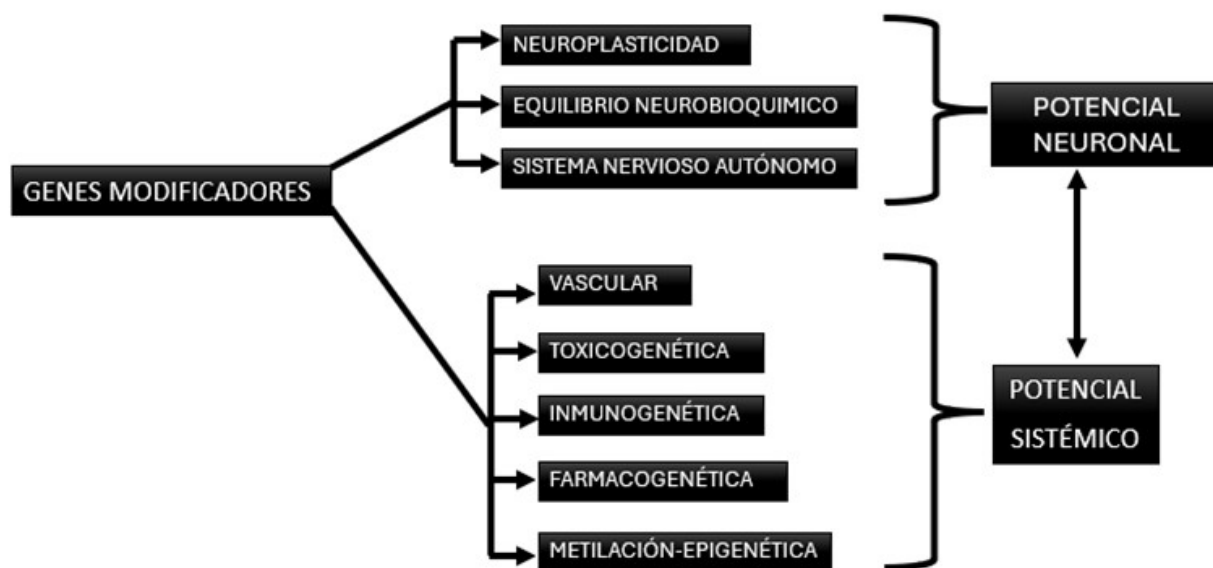 GENES MODIFICADORES
NEUROPLASTICIDAD
EQUILIBRIO NEUROBIOQUIMICO
SISTEMA NERVIOSO AUTÓNOMO
POTENCIAL
NEURONAL
VASCULAR
TOXICOGENÉTICA
INMUNOGENÉTICA
FARMACOGENÉTICA
METILACIÓN-EPIGENÉTICA
POTENCIAL
SISTÉMICO